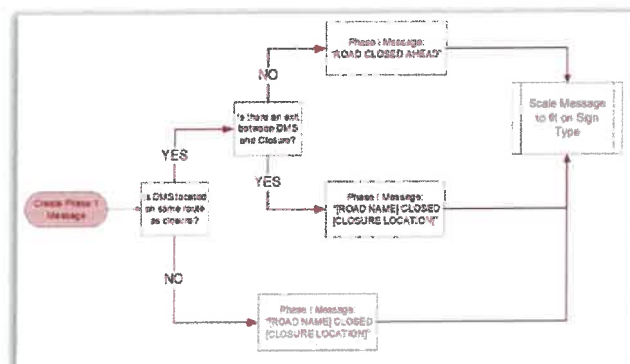 Phase I Message:
"ROAD CLOSED AHEAD"
NO
Scale Message
to fit on Sign
Type
Is there an exit
between DMS
and Closure?
YES
YES
Create Phase 1
Message
Is DMS located
on same route
as closure?
Phase I Message:
"[ROAD NAME] CLOSED
[CLOSURE LOCATION]"
NO
Phase I Message:
"[ROAD NAME] CLOSED
[CLOSURE LOCATION]"